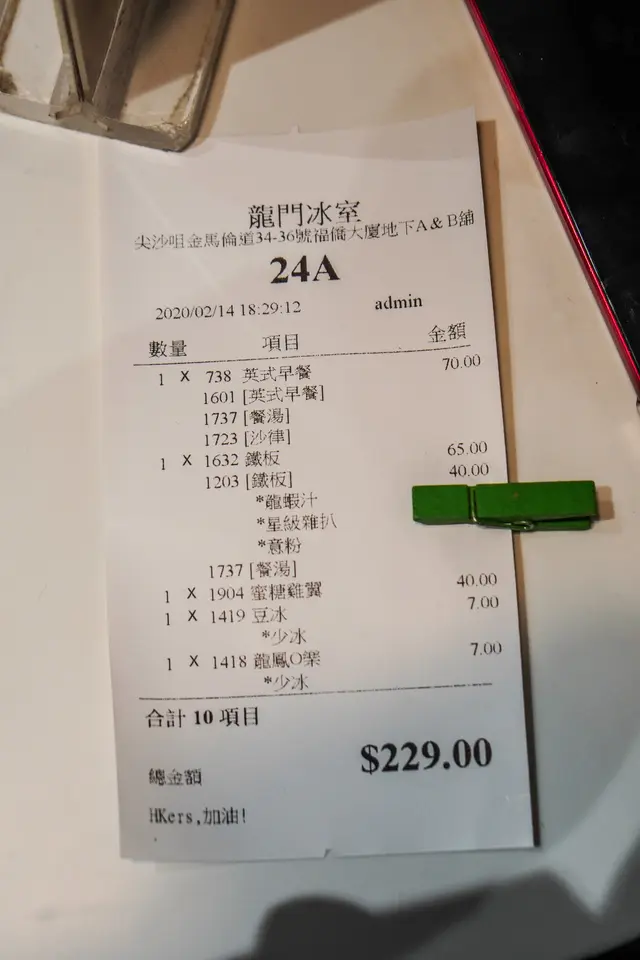 龍門冰室
尖沙咀金馬倫道34-36號福僑大廈地下A＆B舖
24A
2020/02/14 18:29:12 admin
數量 項目 金額
1 X 738 英式早餐 70.00
1601 [英式早餐]
1737 [餐湯]
1723 [沙律]
1 X 1632 鐵板 65.00
1203 [鐵板] 40.00
*龍蝦汁
*星級雜扒
*意粉
1737 [餐湯]
1 X 1904 蜜糖雞翼 40.00
1 X 1419 豆冰 7.00
*少冰
1 X 1418 龍鳳O樂 7.00
*少冰
合計 10 項目
$229.00
總金額
HKers,加油!